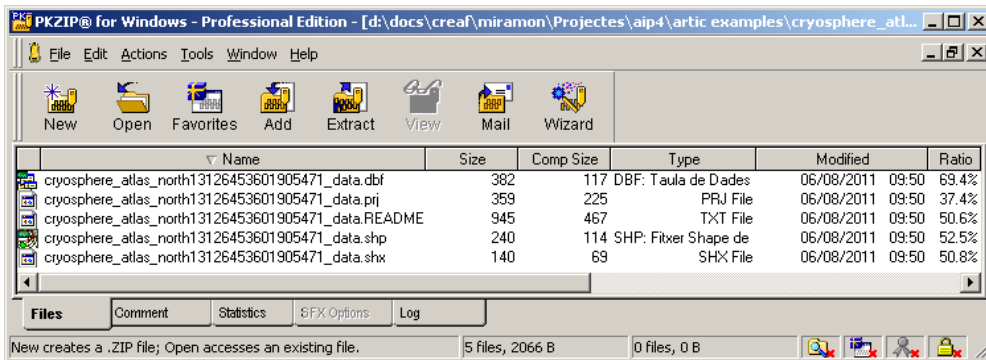 PKZIP® for Windows - Professional Edition - [d:\docs\creaf\miramon\Projectes\aip4\artic examples\cryosphere_atl...
File Edit Actions Tools Window Help
New Open Favorites Add Extract View Mail Wizard
Name Size Comp Size Type Modified Ratio
cryosphere_atlas_north13126453601905471_data.dbf 382 117 DBF: Taula de Dades 06/08/2011 09:50 69.4%
cryosphere_atlas_north13126453601905471_data.prj 359 225 PRJ File 06/08/2011 09:50 37.4%
cryosphere_atlas_north13126453601905471_data.README 945 467 TXT File 06/08/2011 09:50 50.6%
cryosphere_atlas_north13126453601905471_data.shp 240 114 SHP: Fitxer Shape de 06/08/2011 09:50 52.5%
cryosphere_atlas_north13126453601905471_data.shx 140 69 SHX File 06/08/2011 09:50 50.8%
Files Comment Statistics SFX Options Log
New creates a .ZIP file; Open accesses an existing file. 5 files, 2066 B 0 files, 0 B